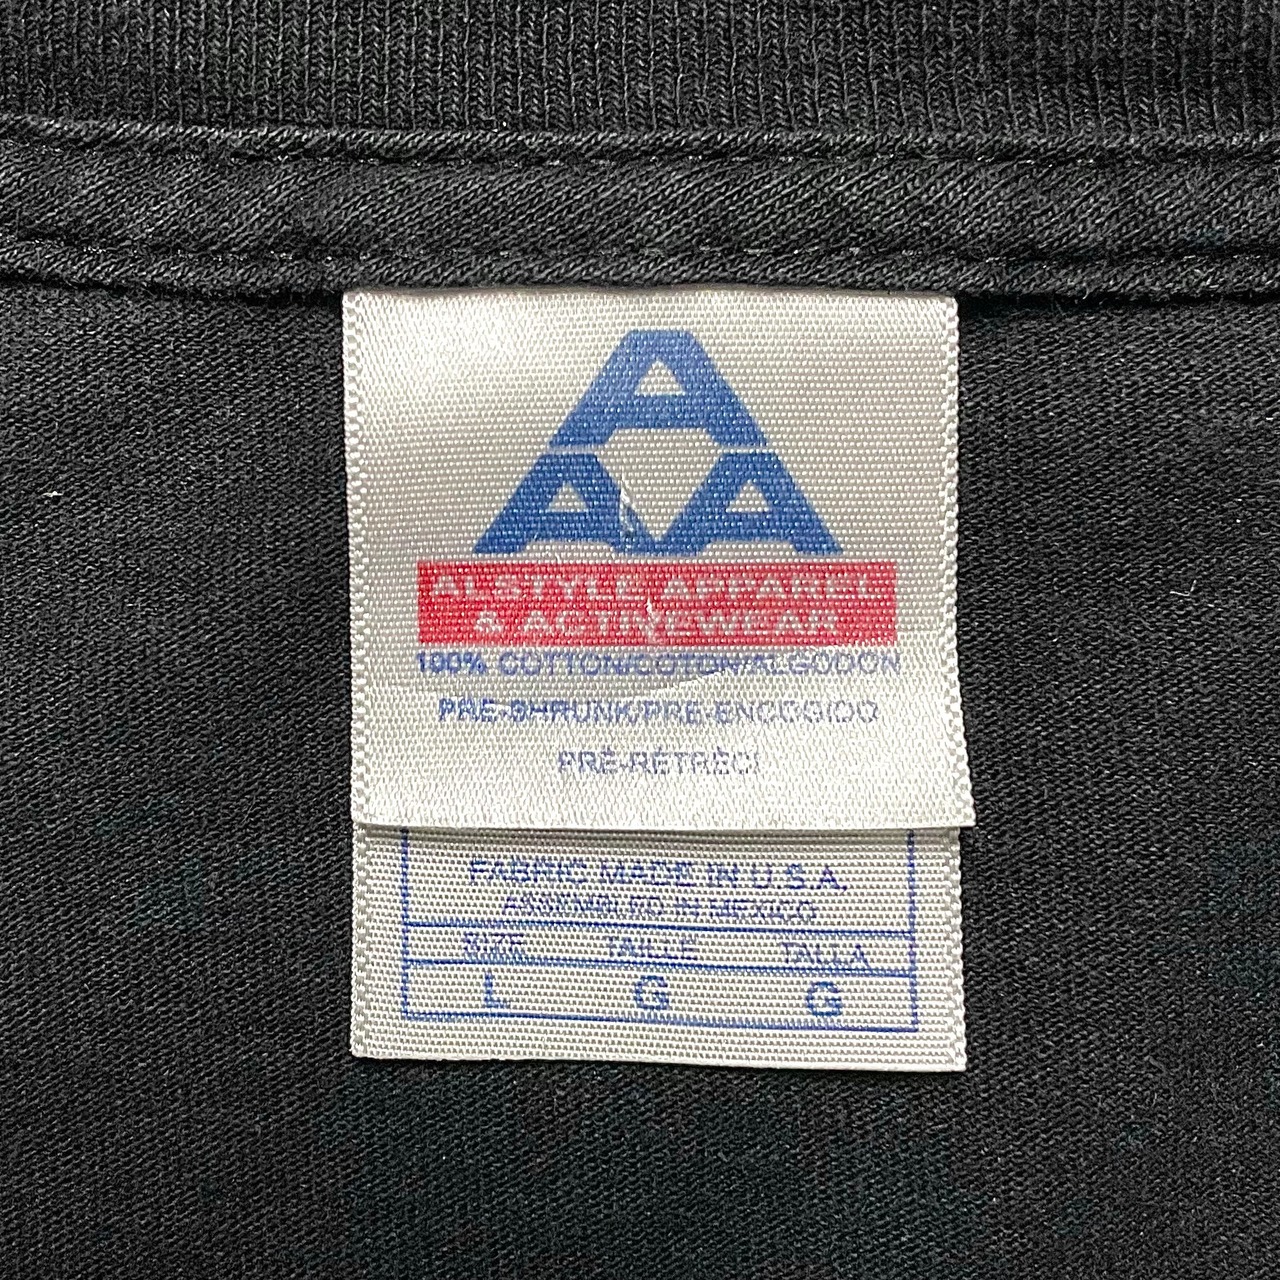 A
AA
ALSTYLE APPAREL
& ACTIVEWEAR
100% COTTON/COTON/ALGODON
PRE-SHRUNK/PRE-ENCOGIDO
PRÉ-RÉTRÉCI
FABRIC MADE IN U.S.A.
ASSEMBLED IN MEXICO
SIZE TAILLE TALLA
L G G